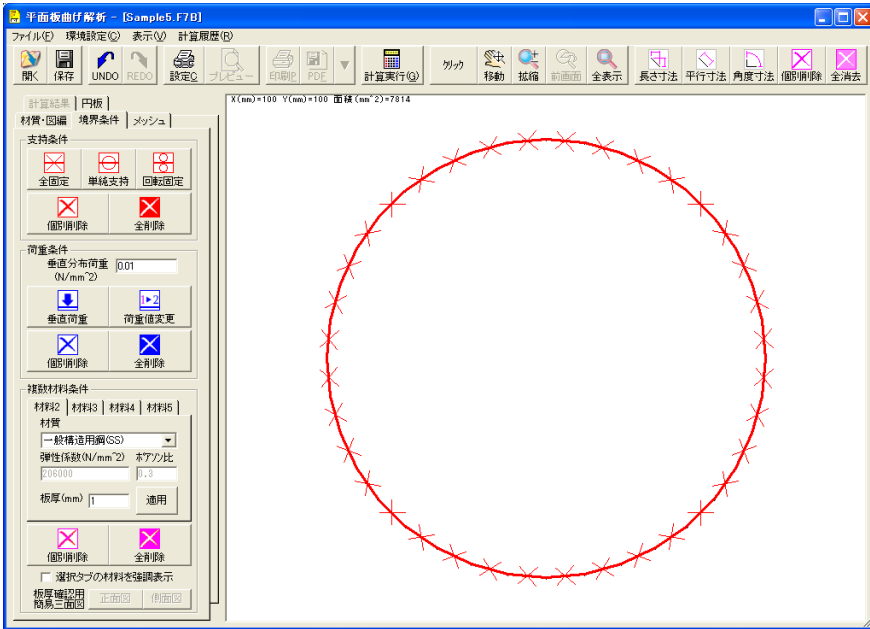 平面板曲げ解析 - [Sample5.F7B]
ファイル(F) 環境設定(C) 表示(V) 計算履歴(R)
開く 保存 UNDO REDO 設定C プレビュー 印刷P PDF 計算実行(G) クリック 移動 拡縮 前画面 全表示 長さ寸法 平行寸法 角度寸法 個別削除 全消去
計算結果 円板
材質・図編 境界条件 メッシュ
X(mm)=100 Y(mm)=100 面積(mm^2)=7814
支持条件
全固定 単純支持 回転固定
個別削除 全削除
荷重条件
垂直分布荷重 0.01
(N/mm^2)
1▶2
垂直荷重 荷重値変更
個別削除 全削除
複数材料条件
材料2 材料3 材料4 材料5
材質
一般構造用鋼(SS)
弾性係数(N/mm^2) ポアソン比
206000 0.3
板厚(mm) 1 適用
個別削除 全削除
選択タブの材料を強調表示
板厚確認用 正面図 側面図
簡易三面図